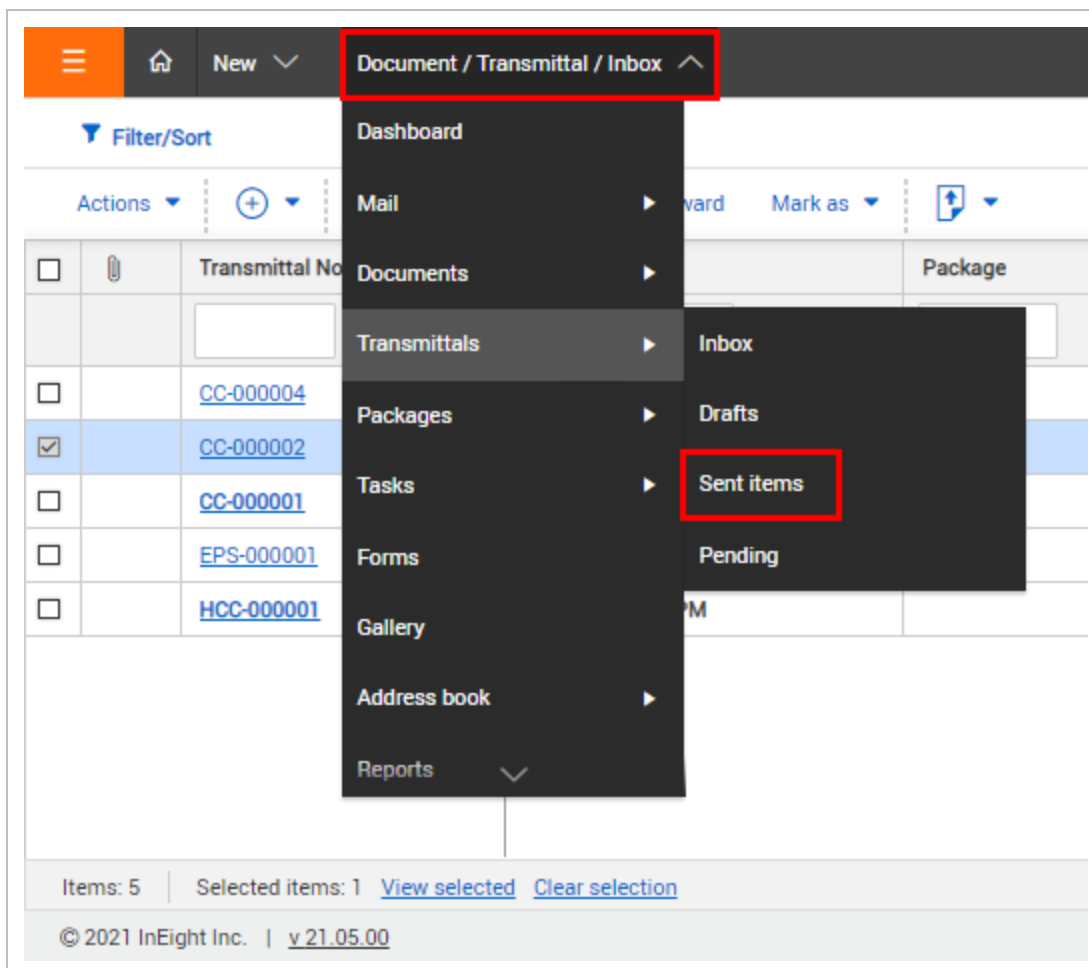 New
Document / Transmittal / Inbox
Filter/Sort
Dashboard
Actions
Mail
Mark as
Transmittal No
Documents
Package
Transmittals
Inbox
CC-000004
Packages
Drafts
CC-000002
Tasks
Sent items
CC-000001
EPS-000001
Forms
Pending
HCC-000001
Gallery
Address book
Reports
Items: 5 Selected items: 1 View selected Clear selection
© 2021 InEight Inc. | v 21.05.00